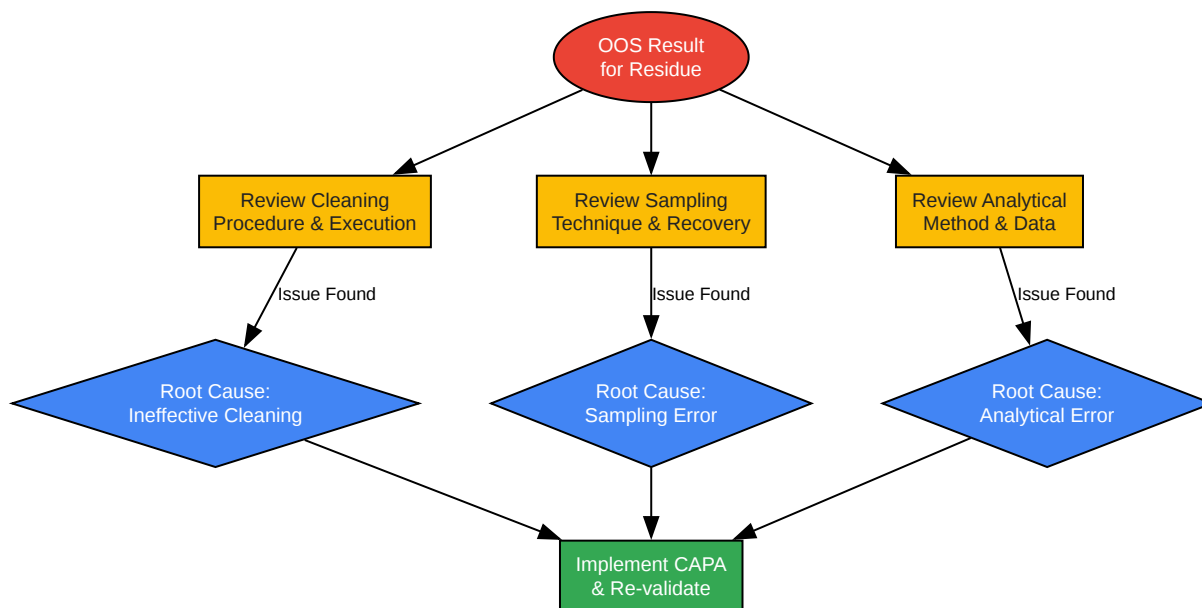 OOS Result
for Residue
Review Cleaning
Procedure & Execution
Review Sampling
Technique & Recovery
Review Analytical
Method & Data
Issue Found
Issue Found
Issue Found
Root Cause:
Ineffective Cleaning
Root Cause:
Sampling Error
Root Cause:
Analytical Error
Implement CAPA
& Re-validate